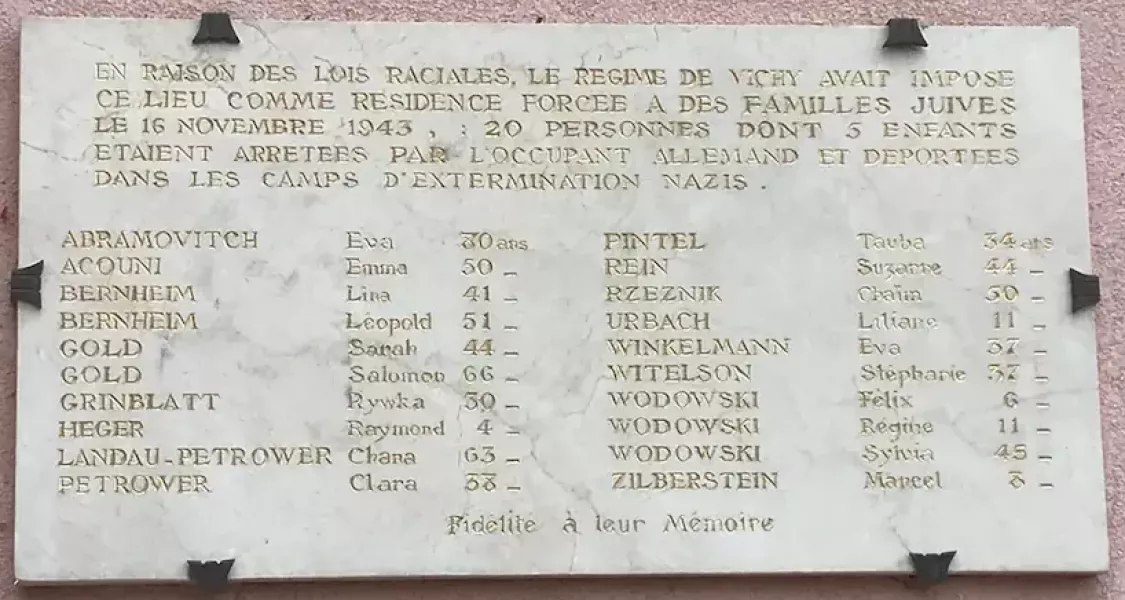 EN RAISON DES LOIS RACIALES, LE REGIME DE VICHY AVAIT IMPOSE
CE LIEU COMME RESIDENCE FORCEE A DES FAMILLES JUIVES
LE 16 NOVEMBRE 1943, : 20 PERSONNES DONT 5 ENFANTS
ETAIENT ARRETEES PAR L'OCCUPANT ALLEMAND ET DEPORTEES
DANS LES CAMPS D'EXTERMINATION NAZIS.
ABRAMOVITCH Eva 30 ans
ACOUNI Emma 50 _
BERNHEIM Lina 41 _
BERNHEIM Léopold 51 _
GOLD Sarah 44 _
GOLD Salomon 66 _
GRINBLATT Rywka 30 _
HEGER Raymond 4 _
LANDAU-PETROWER Chana 63 _
PETROWER Clara 38 _
PINTEL Tauba 34 ans
REIN Suzanne 44 _
RZEZNIK Chaïm 50 _
URBACH Liliane 11 _
WINKELMANN Eva 37 _
WITELSON Stéphanie 37 _
WODOWSKI Félix 6 _
WODOWSKI Régine 11 _
WODOWSKI Sylvia 45 _
ZILBERSTEIN Marcel _
Fidélité à leur Mémoire